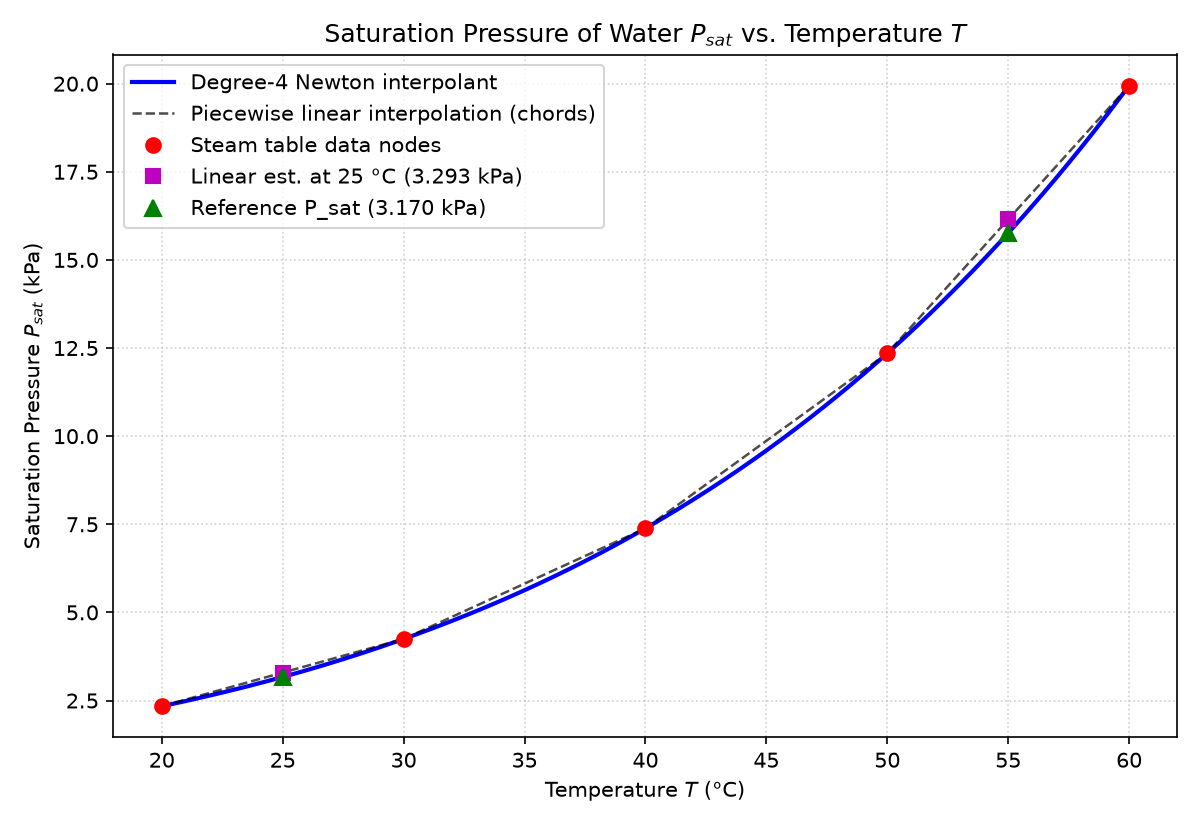 Saturation Pressure of Water P_sat vs. Temperature T
Degree-4 Newton interpolant
Piecewise linear interpolation (chords)
Steam table data nodes
Linear est. at 25 °C (3.293 kPa)
Reference P_sat (3.170 kPa)
Saturation Pressure P_sat (kPa)
20.0
17.5
15.0
12.5
10.0
7.5
5.0
2.5
20 25 30 35 40 45 50 55 60
Temperature T (°C)